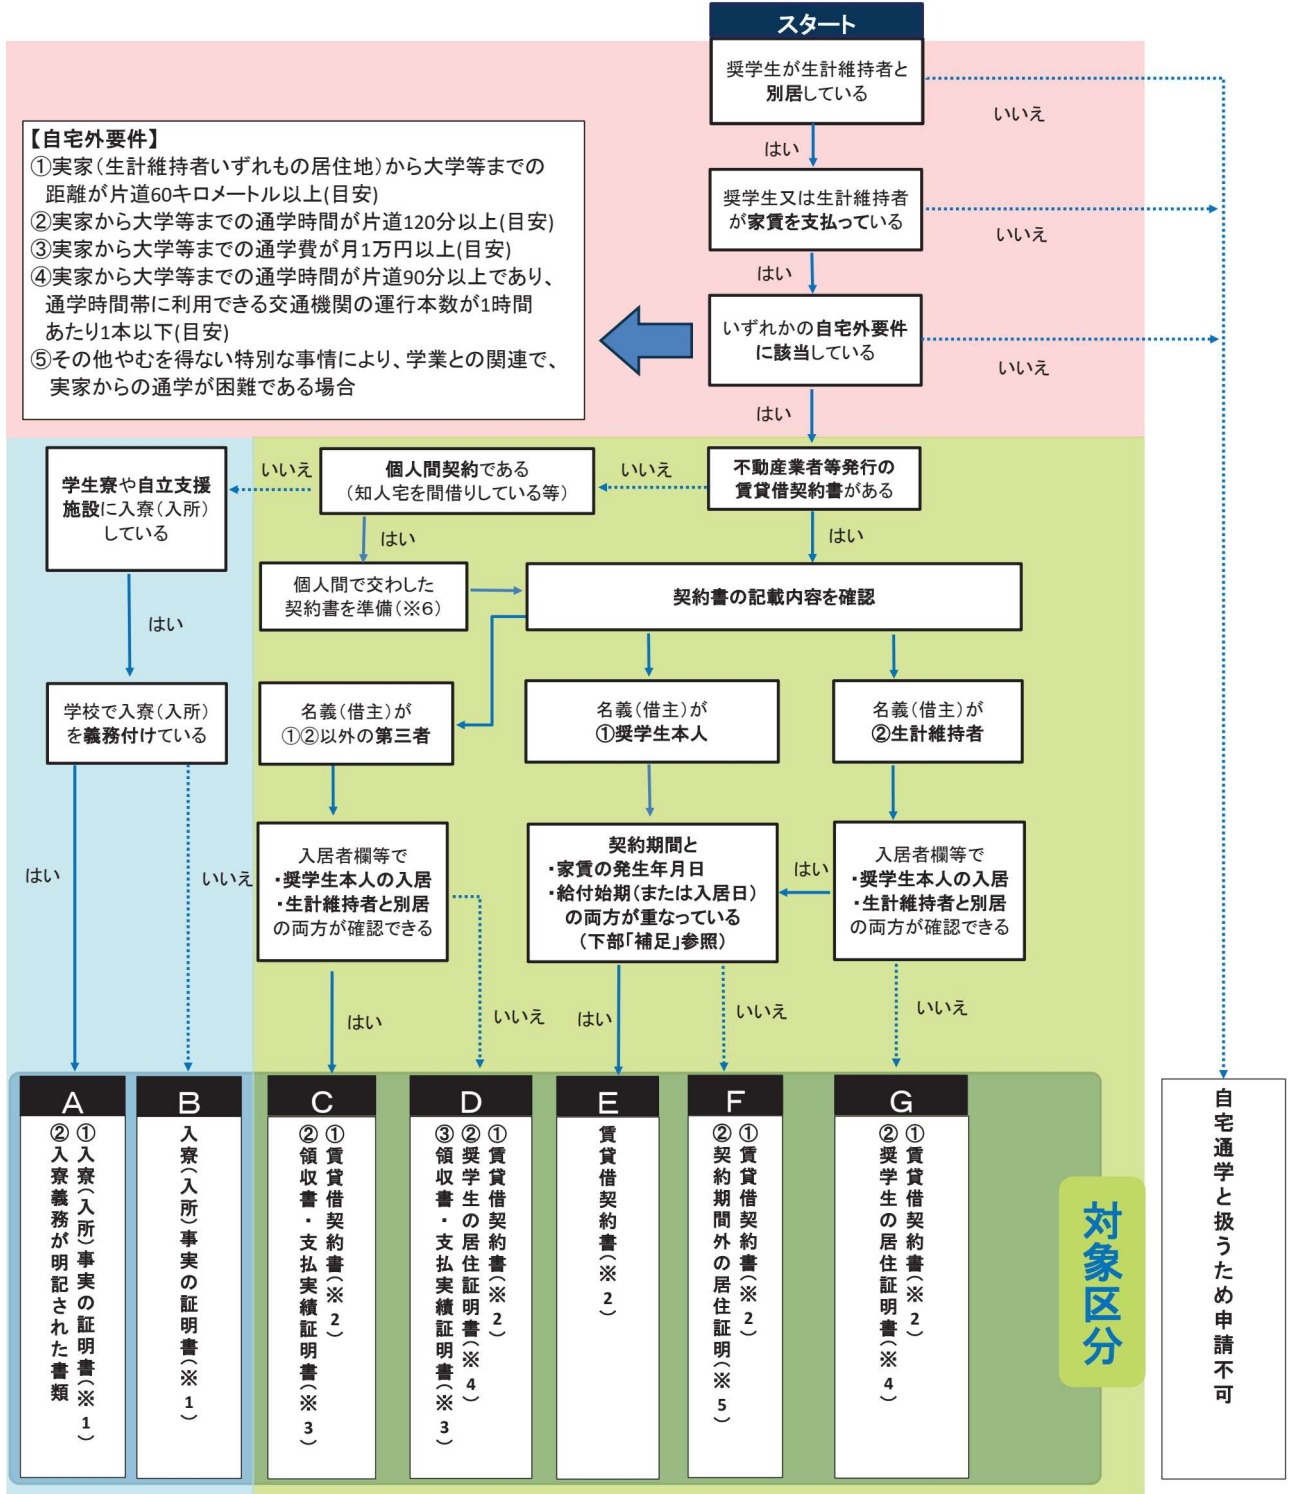 スタート
奨学生が生計維持者と
別居している
いいえ
はい
【自宅外要件】
①実家(生計維持者いずれもの居住地)から大学等までの
距離が片道60キロメートル以上(目安)
②実家から大学等までの通学時間が片道120分以上(目安)
③実家から大学等までの通学費が月1万円以上(目安)
④実家から大学等までの通学時間が片道90分以上であり、
通学時間帯に利用できる交通機関の運行本数が1時間
あたり1本以下(目安)
⑤その他やむを得ない特別な事情により、学業との関連で、
実家からの通学が困難である場合
奨学生又は生計維持者
が家賃を支払っている
いいえ
はい
いずれかの自宅外要件
に該当している
いいえ
はい
学生寮や自立支援
施設に入寮(入所)
している
いいえ
個人間契約である
(知人宅を間借りしている等)
いいえ
不動産業者等発行の
賃貸借契約書がある
はい
はい
個人間で交わした
契約書を準備(※6)
契約書の記載内容を確認
はい
学校で入寮(入所)
を義務付けている
名義(借主)が
①②以外の第三者
名義(借主)が
①奨学生本人
名義(借主)が
②生計維持者
はい
いいえ
入居者欄等で
・奨学生本人の入居
・生計維持者と別居
の両方が確認できる
契約期間と
・家賃の発生年月日
・給付始期(または入居日)
の両方が重なっている
(下部「補足」参照)
はい
入居者欄等で
・奨学生本人の入居
・生計維持者と別居
の両方が確認できる
はい
いいえ
はい
いいえ
いいえ
A
①入寮(入所)事実の証明書(※1)
②入寮義務が明記された書類
B
入寮(入所)事実の証明書(※1)
C
①賃貸借契約書(※2)
②領収書・支払実績証明書(※3)
D
①賃貸借契約書(※2)
②奨学生の居住証明書(※4)
③領収書・支払実績証明書(※3)
E
賃貸借契約書(※2)
F
①賃貸借契約書(※2)
②契約期間外の居住証明(※5)
G
①賃貸借契約書(※2)
②奨学生の居住証明書(※4)
対象区分
自宅通学と扱うため申請不可